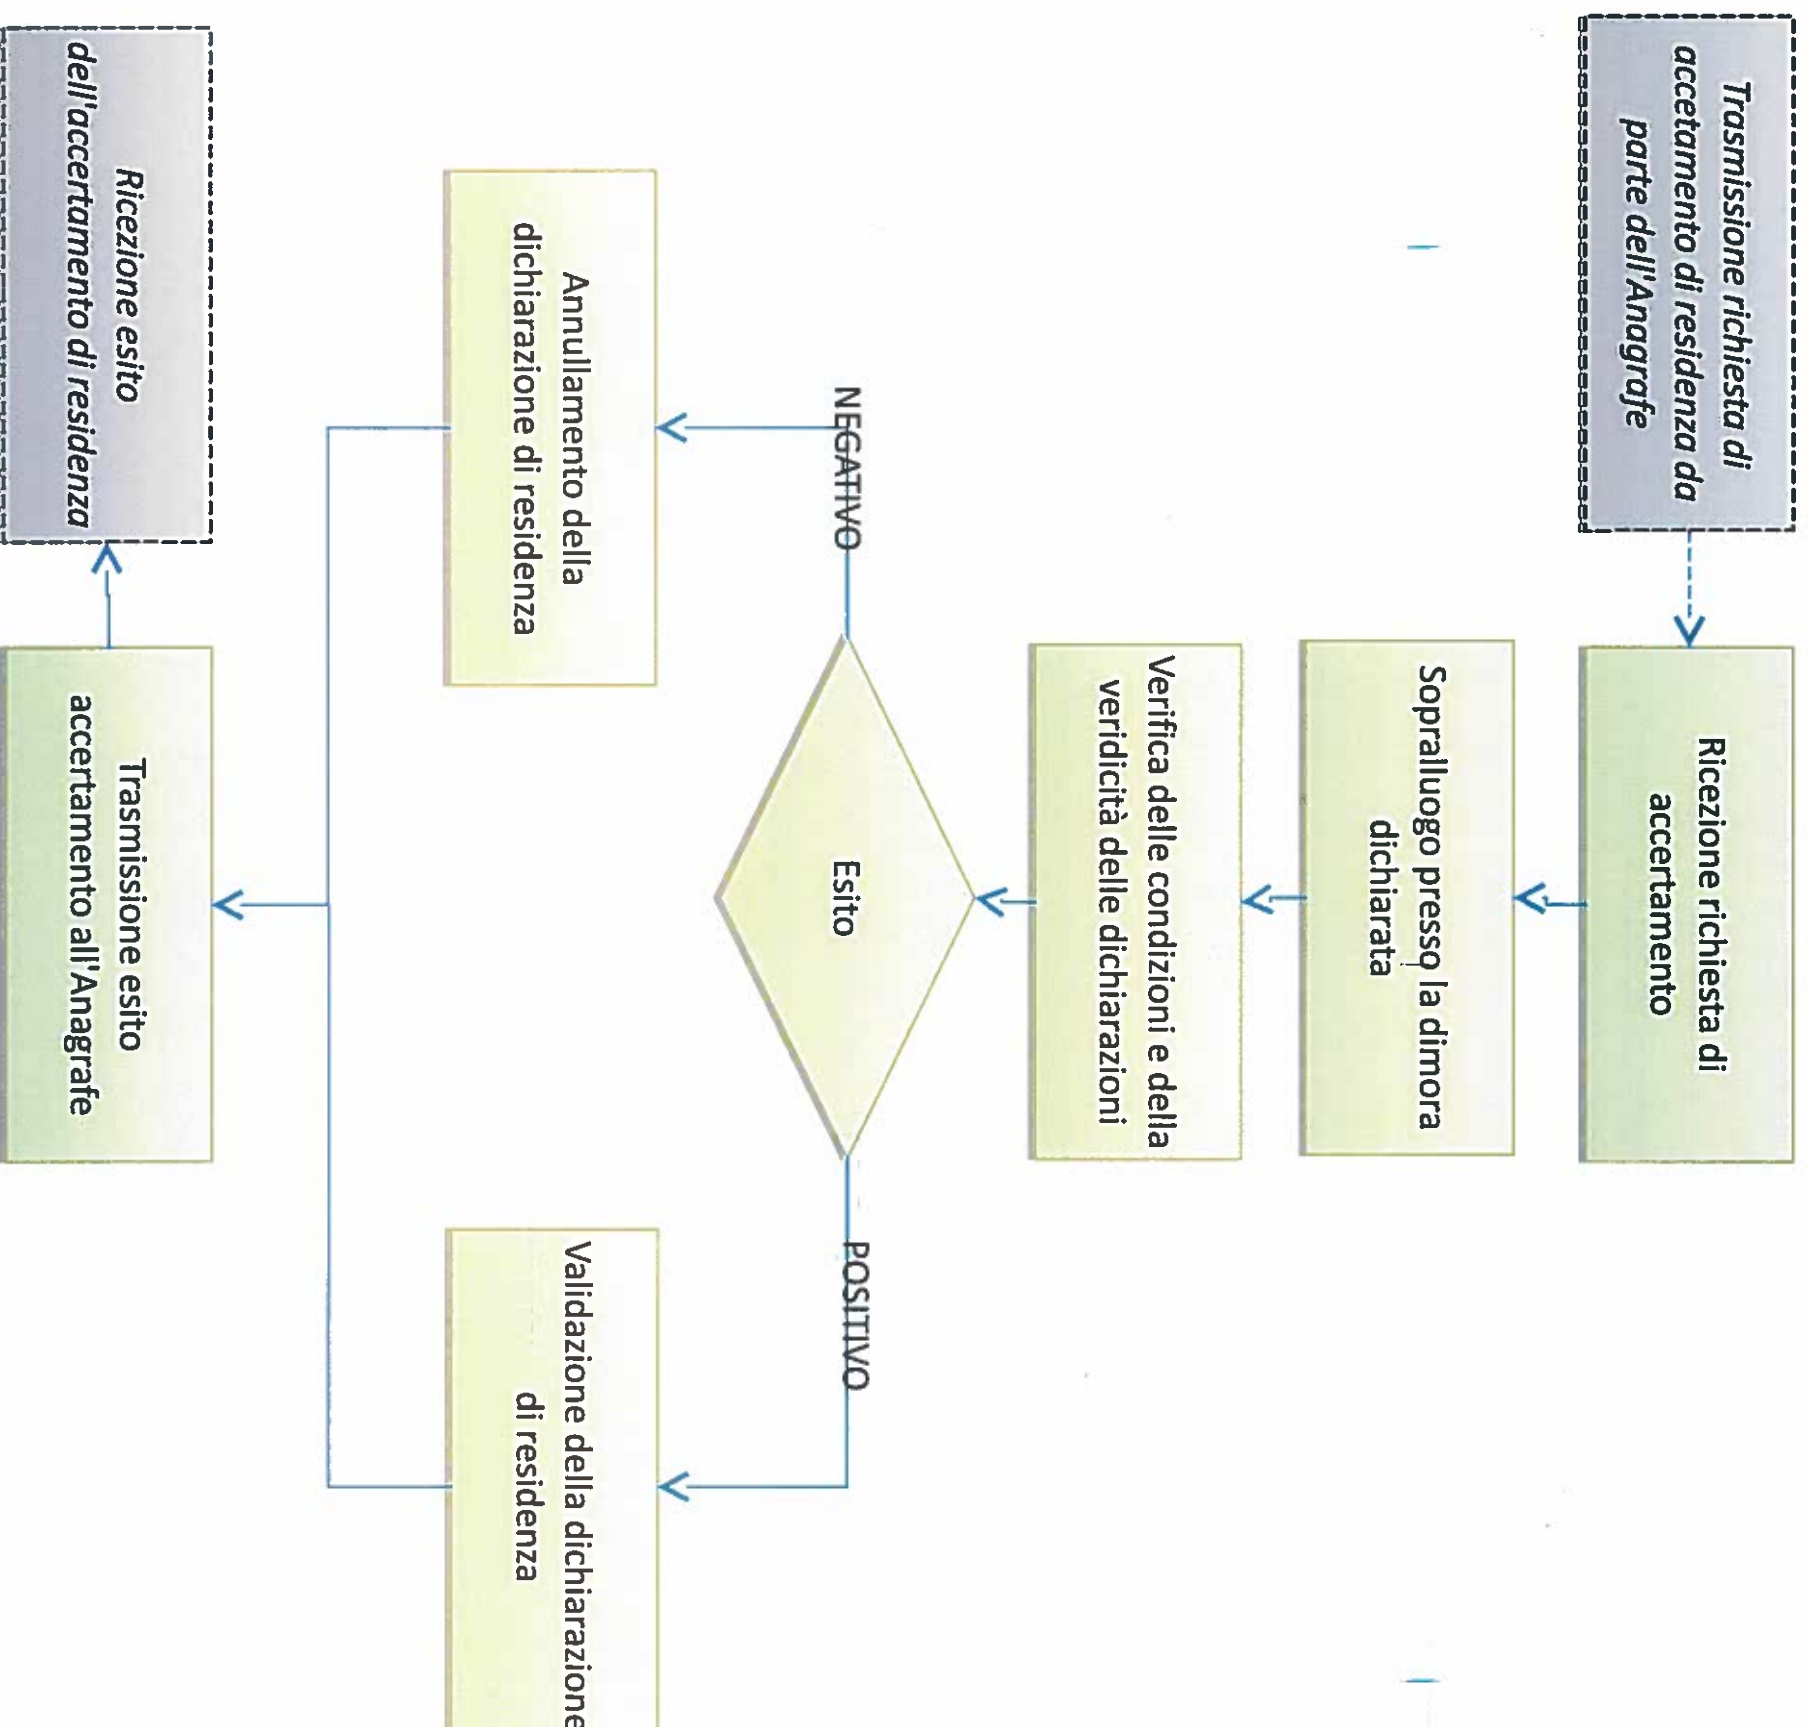 Trasmissione richiesta di
accetamento di residenza da
parte dell'Anagrafe
Ricezione richiesta di
accertamento
Sopralluogo presso la dimora
dichiarata
Verifica delle condizioni e della
veridicità delle dichiarazioni
Esito
NEGATIVO
POSITIVO
Annullamento della
dichiarazione di residenza
Validazione della dichiarazione
di residenza
Trasmissione esito
accertamento all'Anagrafe
Ricezione esito
dell'accertamento di residenza